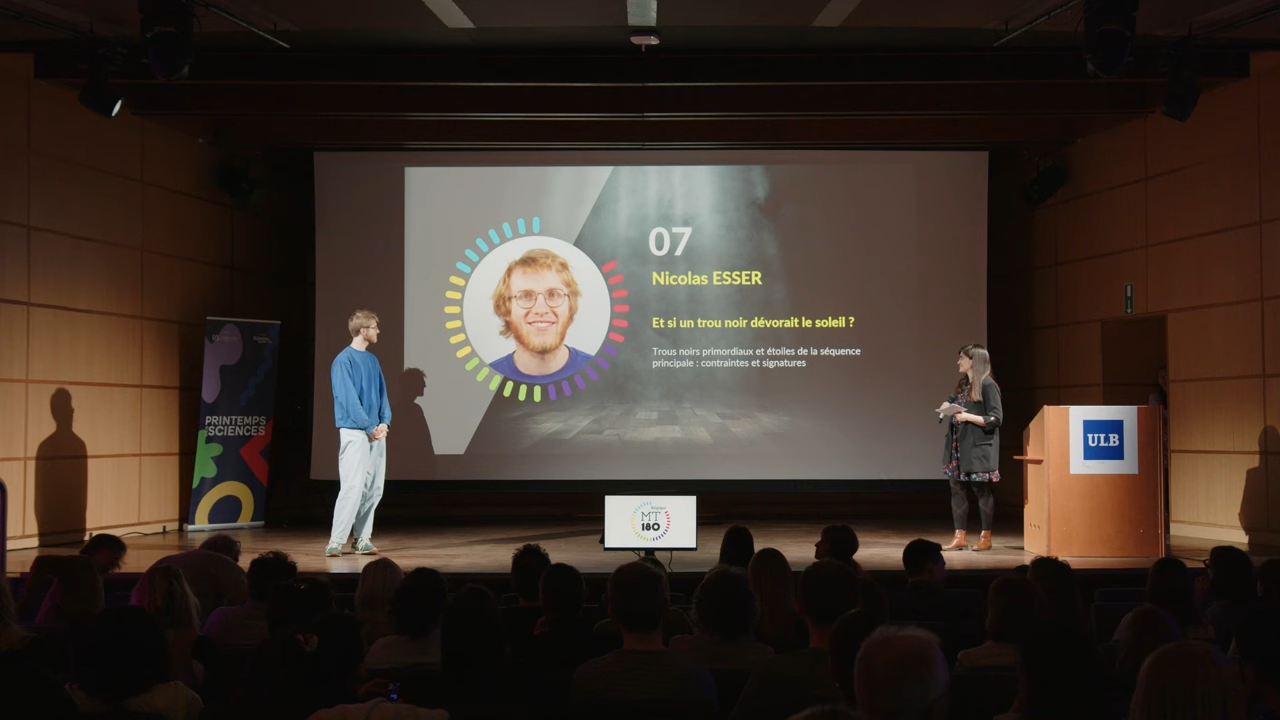 07
Nicolas ESSER
Et si un trou noir dévorait le soleil ?
Trous noirs primordiaux et étoiles de la séquence
principale : contraintes et signatures
PRINTEMPS
SCIENCES
ULB
MT
180